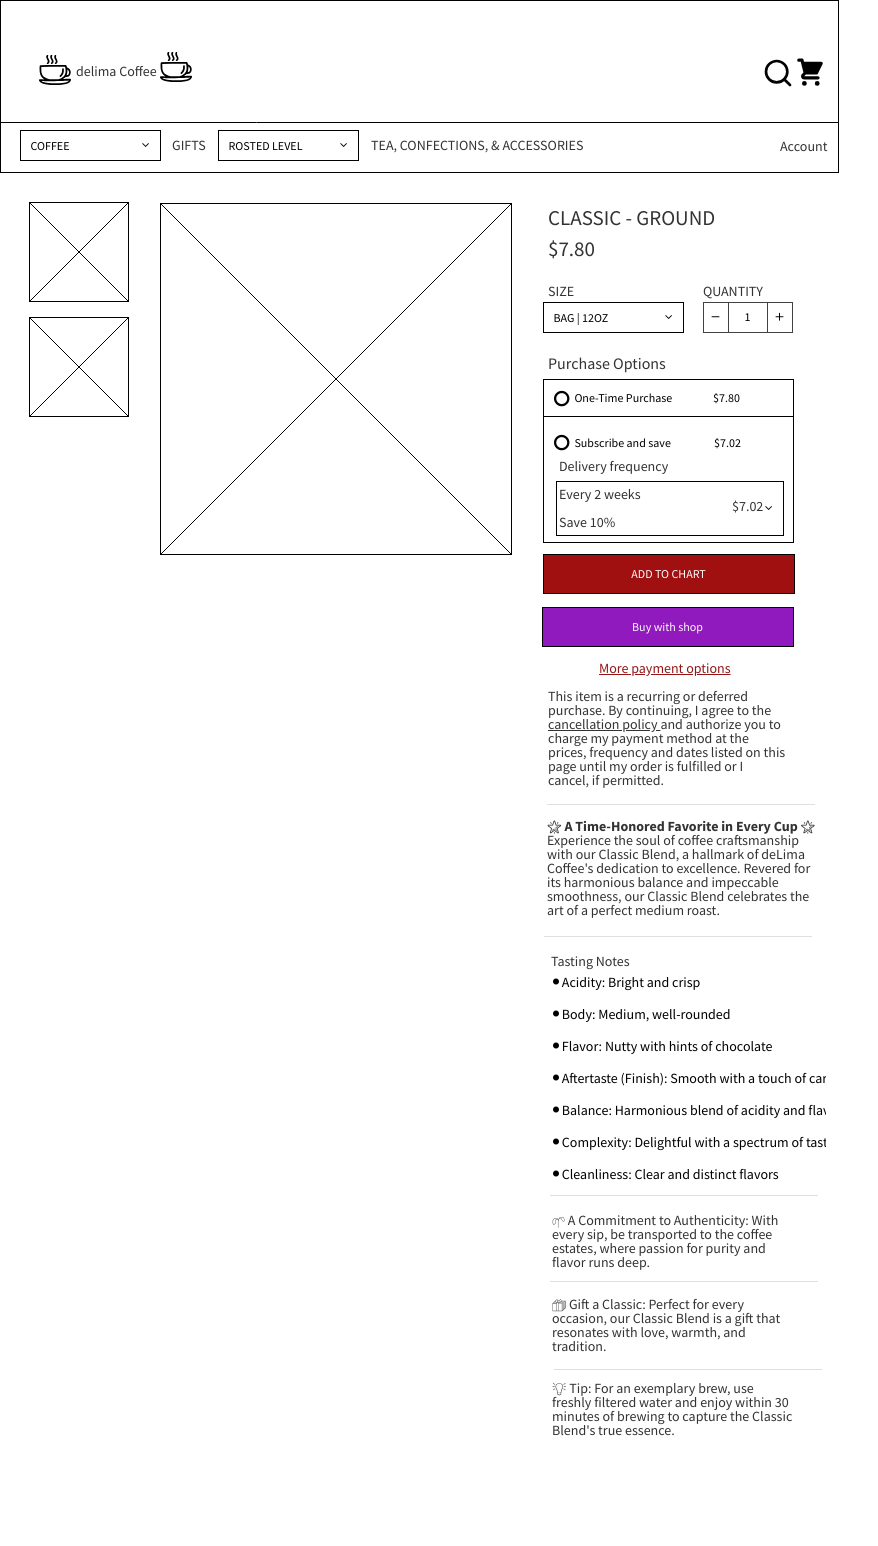 delima Coffee
COFFEE
GIFTS
ROSTED LEVEL
TEA, CONFECTIONS, & ACCESSORIES
Account
CLASSIC - GROUND
$7.80
SIZE
QUANTITY
BAG | 12OZ
− 1 +
Purchase Options
One-Time Purchase $7.80
Subscribe and save $7.02
Delivery frequency
Every 2 weeks
$7.02
Save 10%
ADD TO CHART
Buy with shop
More payment options
This item is a recurring or deferred
purchase. By continuing, I agree to the
cancellation policy and authorize you to
charge my payment method at the
prices, frequency and dates listed on this
page until my order is fulfilled or I
cancel, if permitted.
A Time-Honored Favorite in Every Cup
Experience the soul of coffee craftsmanship
with our Classic Blend, a hallmark of deLima
Coffee's dedication to excellence. Revered for
its harmonious balance and impeccable
smoothness, our Classic Blend celebrates the
art of a perfect medium roast.
Tasting Notes
Acidity: Bright and crisp
Body: Medium, well-rounded
Flavor: Nutty with hints of chocolate
Aftertaste (Finish): Smooth with a touch of
Balance: Harmonious blend of acidity and
Complexity: Delightful with a spectrum of
Cleanliness: Clear and distinct flavors
A Commitment to Authenticity: With
every sip, be transported to the coffee
estates, where passion for purity and
flavor runs deep.
Gift a Classic: Perfect for every
occasion, our Classic Blend is a gift that
resonates with love, warmth, and
tradition.
Tip: For an exemplary brew, use
freshly filtered water and enjoy within 30
minutes of brewing to capture the Classic
Blend's true essence.